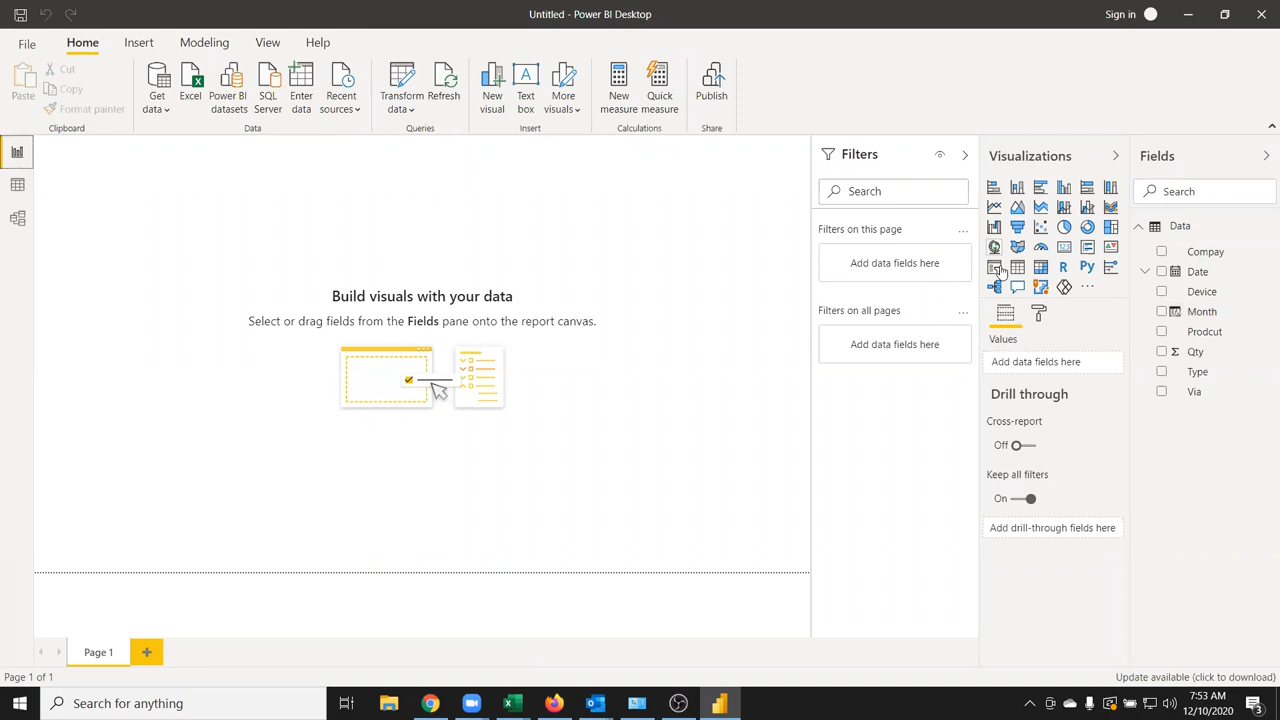 Untitled - Power BI Desktop
Sign in
File
Home
Insert
Modeling
View
Help
Paste
Cut
Copy
Format painter
Clipboard
Get data
Excel
Power BI datasets
SQL Server
Enter data
Recent sources
Data
Transform data
Refresh
Queries
New visual
Text box
More visuals
Insert
New measure
Quick measure
Calculations
Publish
Share
Build visuals with your data
Select or drag fields from the Fields pane onto the report canvas.
Filters
Search
Filters on this page
...
Add data fields here
Filters on all pages
...
Add data fields here
Visualizations
123
R
Py
...
Values
Add data fields here
Drill through
Cross-report
Off
Keep all filters
On
Add drill-through fields here
Fields
Search
Data
Compay
Date
Device
Month
Prodcut
Σ Qty
Type
Via
Page 1
Page 1 of 1
Update available (click to download)
Search for anything
7:53 AM
12/10/2020
3